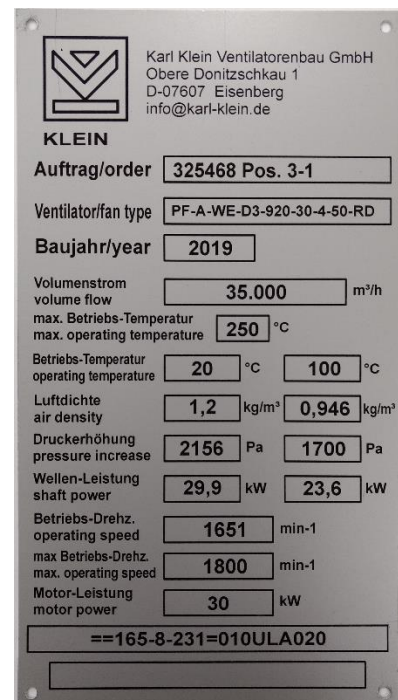 Karl Klein Ventilatorenbau GmbH
Obere Donitzschkau 1
D-07607 Eisenberg
info@karl-klein.de
KLEIN
Auftrag/order 325468 Pos. 3-1
Ventilator/fan type PF-A-WE-D3-920-30-4-50-RD
Baujahr/year 2019
Volumenstrom
volume flow 35.000 m³/h
max. Betriebs-Temperatur
max. operating temperature 250 °C
Betriebs-Temperatur
operating temperature 20 °C 100 °C
Luftdichte
air density 1,2 kg/m³ 0,946 kg/m³
Druckerhöhung
pressure increase 2156 Pa 1700 Pa
Wellen-Leistung
shaft power 29,9 kW 23,6 kW
Betriebs-Drehz.
operating speed 1651 min-1
max Betriebs-Drehz.
max. operating speed 1800 min-1
Motor-Leistung
motor power 30 kW
==165-8-231=010ULA020